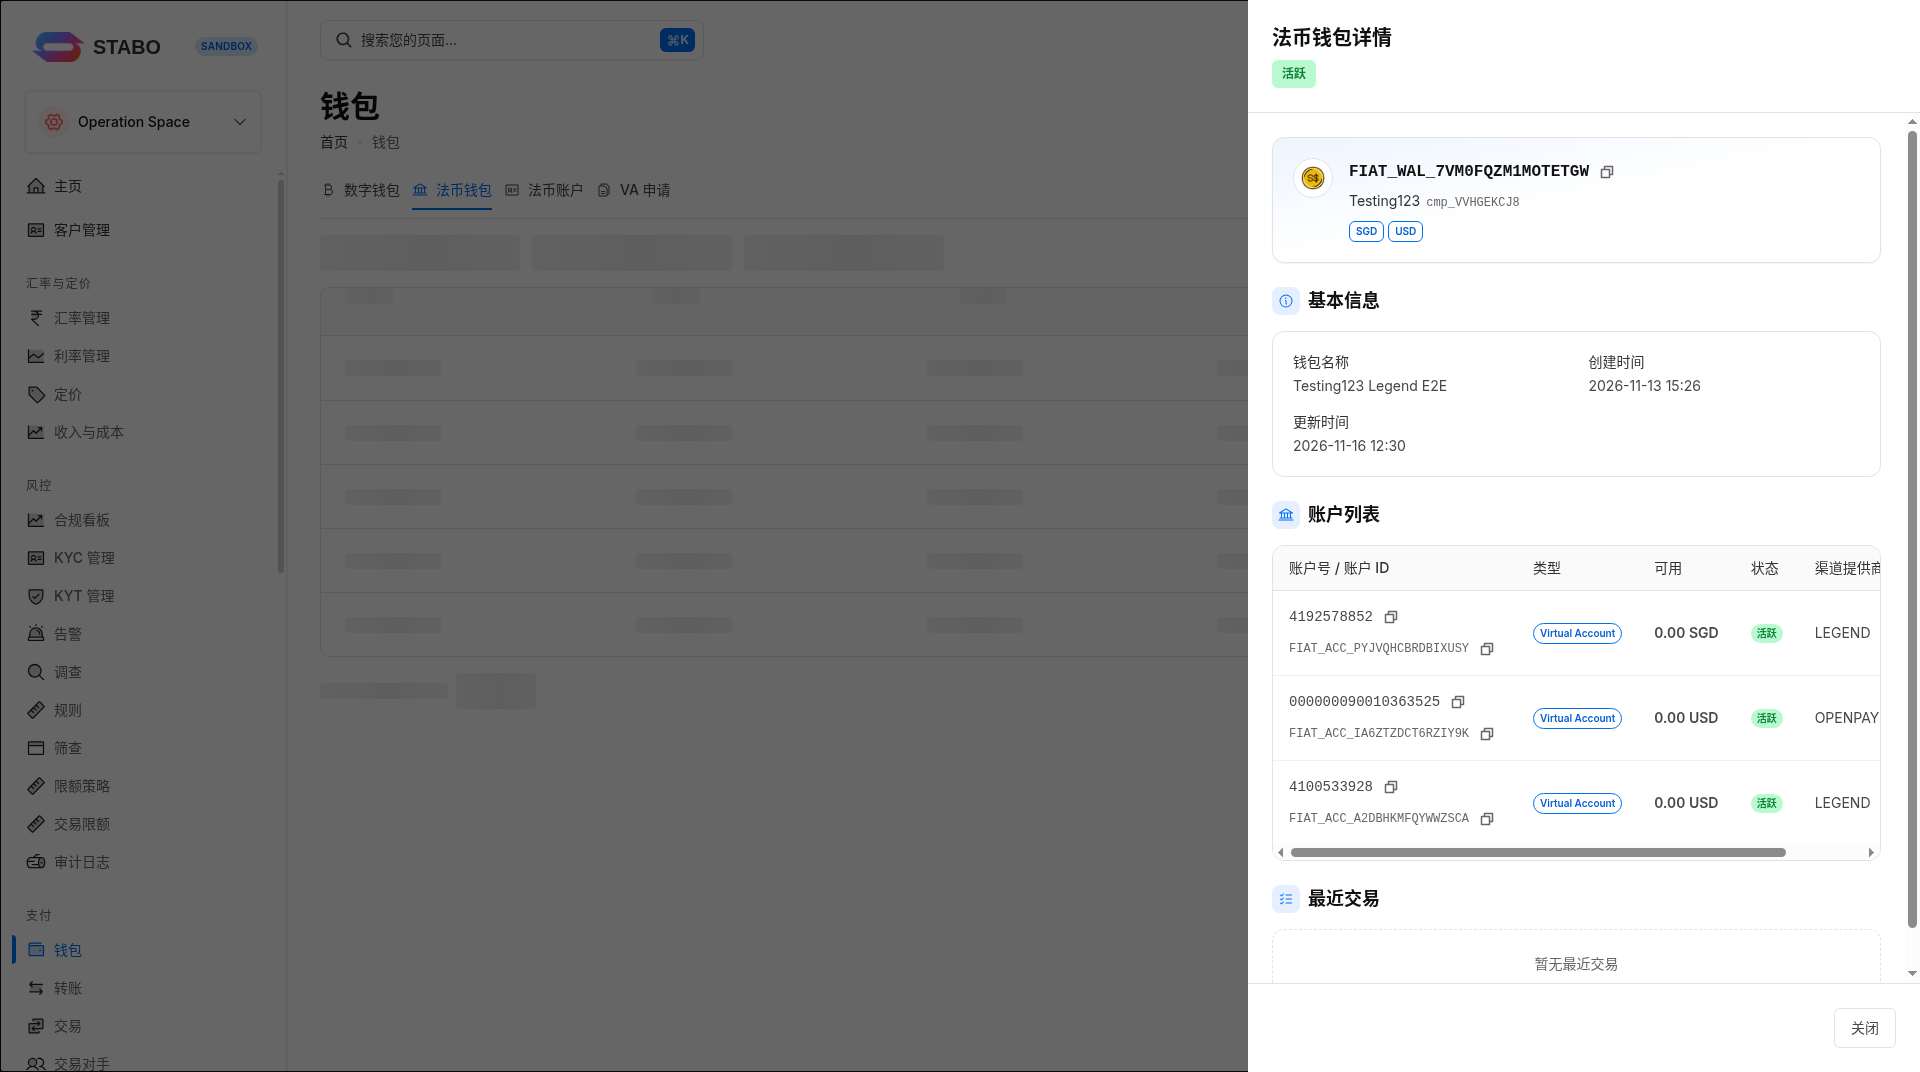 STABO
SANDBOX
Operation Space
主页
客户管理
汇率与定价
汇率管理
利率管理
定价
收入与成本
风控
合规看板
KYC 管理
KYT 管理
告警
调查
规则
筛查
限额策略
交易限额
审计日志
支付
钱包
转账
交易
交易对手
搜索您的页面...
⌘K
钱包
首页 • 钱包
数字钱包 法币钱包 法币账户 VA 申请
法币钱包详情
活跃
S$
FIAT_WAL_7VM0FQZM1MOTETGW
Testing123 cmp_VVHGEKCJ8
SGD USD
基本信息
钱包名称 创建时间
Testing123 Legend E2E 2026-11-13 15:26
更新时间
2026-11-16 12:30
账户列表
账户号 / 账户 ID 类型 可用 状态 渠道提供商
4192578852
FIAT_ACC_PYJVQHCBRDBIXUSY
Virtual Account 0.00 SGD 活跃 LEGEND
000000090010363525
FIAT_ACC_IA6ZTZDCT6RZIY9K
Virtual Account 0.00 USD 活跃 OPENPAY
4100533928
FIAT_ACC_A2DBHKMFQYWWZSCA
Virtual Account 0.00 USD 活跃 LEGEND
最近交易
暂无最近交易
关闭